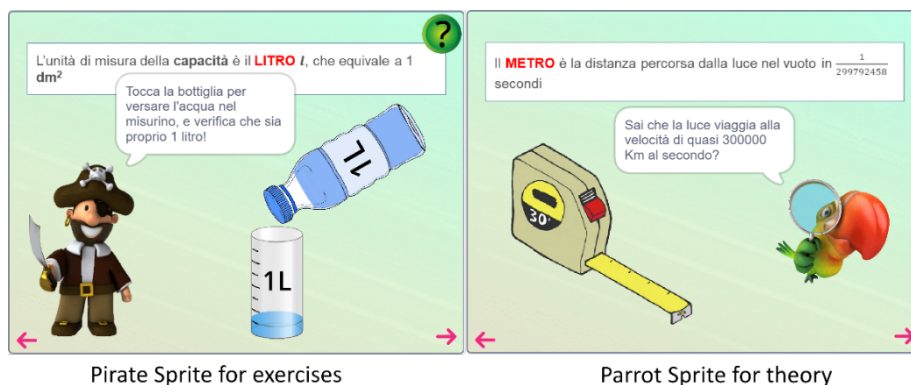 ?
L'unità di misura della capacità è il LITRO l, che equivale a 1
dm²
Tocca la bottiglia per
versare l'acqua nel
misurino, e verifica che sia
proprio 1 litro!
1L
1L
Il METRO è la distanza percorsa dalla luce nel vuoto in 1/299792458
secondi
Sai che la luce viaggia alla
velocità di quasi 300000
Km al secondo?
30'
Pirate Sprite for exercises
Parrot Sprite for theory